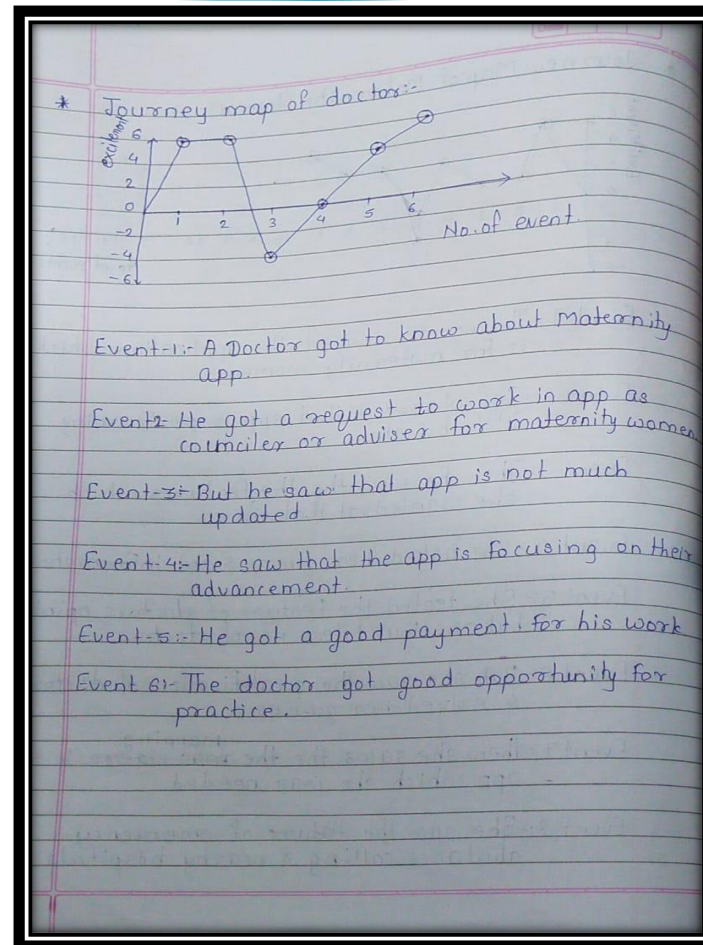 * Journey map of doctor:-
excitement
6
4
2
0
-2
-4
-6
1 2 3 4 5 6
No. of event
Event-1:- A Doctor got to know about Maternity
app.
Event2- He got a request to work in app as
counciler or adviser for maternity women
Event-3:- But he saw that app is not much
updated
Event-4:- He saw that the app is focusing on their
advancement.
Event-5:- He got a good payment for his work
Event 6:- The doctor got good opportunity for
practice.